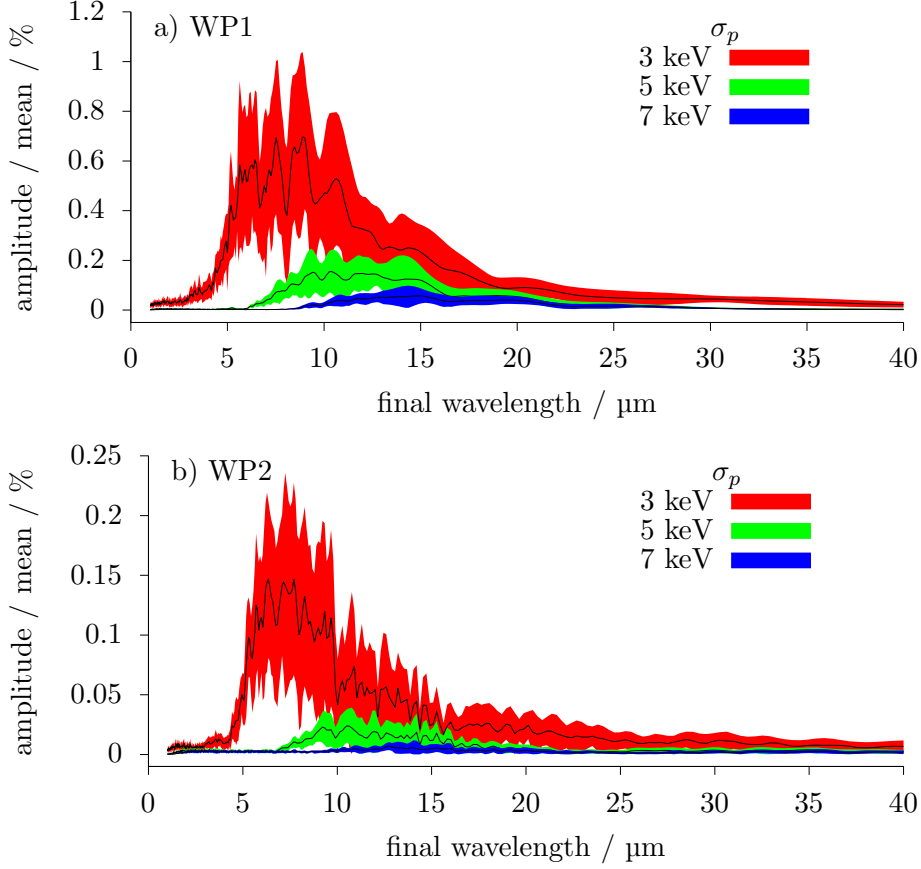 a) WP1
σp
3 keV
5 keV
7 keV
amplitude / mean / %
1.2
1
0.8
0.6
0.4
0.2
0
0 5 10 15 20 25 30 35 40
final wavelength / µm
b) WP2
σp
3 keV
5 keV
7 keV
amplitude / mean / %
0.25
0.2
0.15
0.1
0.05
0
0 5 10 15 20 25 30 35 40
final wavelength / µm